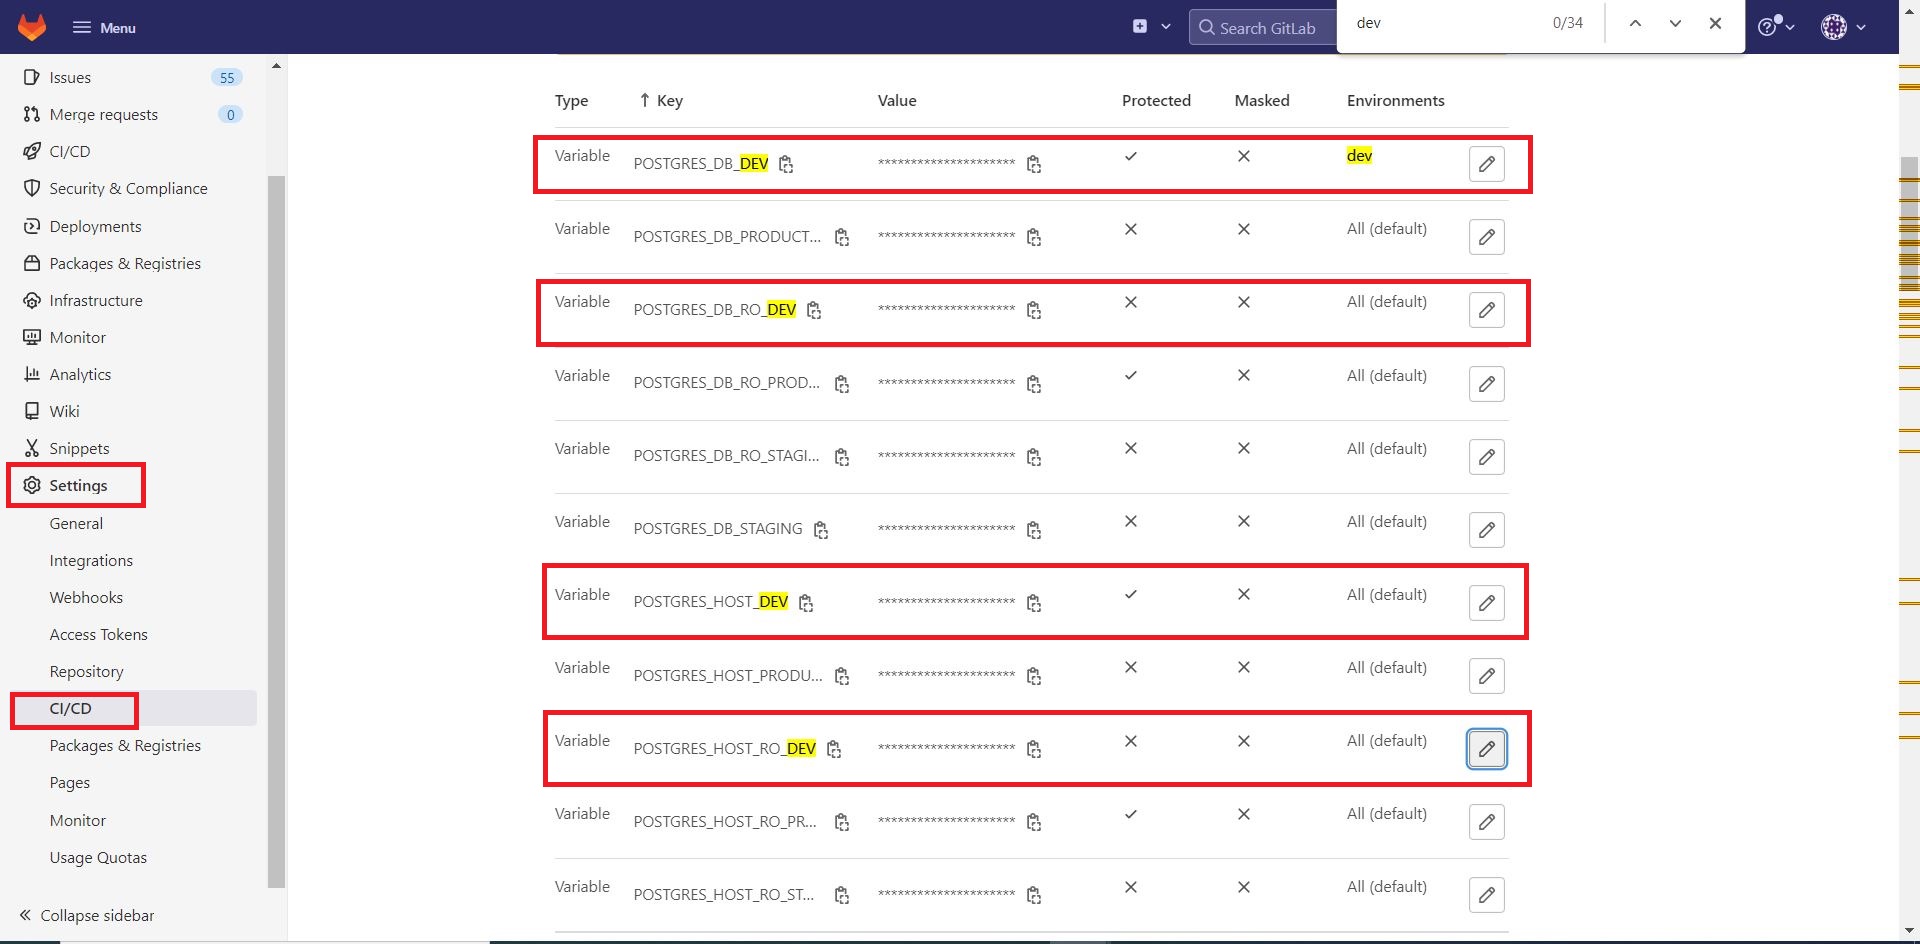 Menu
Search GitLab
dev 0/34
Issues 55
Merge requests 0
CI/CD
Security & Compliance
Deployments
Packages & Registries
Infrastructure
Monitor
Analytics
Wiki
Snippets
Settings
General
Integrations
Webhooks
Access Tokens
Repository
CI/CD
Packages & Registries
Pages
Monitor
Usage Quotas
Collapse sidebar
Type ↑ Key Value Protected Masked Environments
Variable POSTGRES_DB_DEV ********************* ✓ ✕ dev
Variable POSTGRES_DB_PRODUCT... ********************* ✕ ✕ All (default)
Variable POSTGRES_DB_RO_DEV ********************* ✕ ✕ All (default)
Variable POSTGRES_DB_RO_PROD... ********************* ✓ ✕ All (default)
Variable POSTGRES_DB_RO_STAGI... ********************* ✕ ✕ All (default)
Variable POSTGRES_DB_STAGING ********************* ✕ ✕ All (default)
Variable POSTGRES_HOST_DEV ********************* ✓ ✕ All (default)
Variable POSTGRES_HOST_PRODU... ********************* ✕ ✕ All (default)
Variable POSTGRES_HOST_RO_DEV ********************* ✕ ✕ All (default)
Variable POSTGRES_HOST_RO_PR... ********************* ✓ ✕ All (default)
Variable POSTGRES_HOST_RO_ST... ********************* ✕ ✕ All (default)